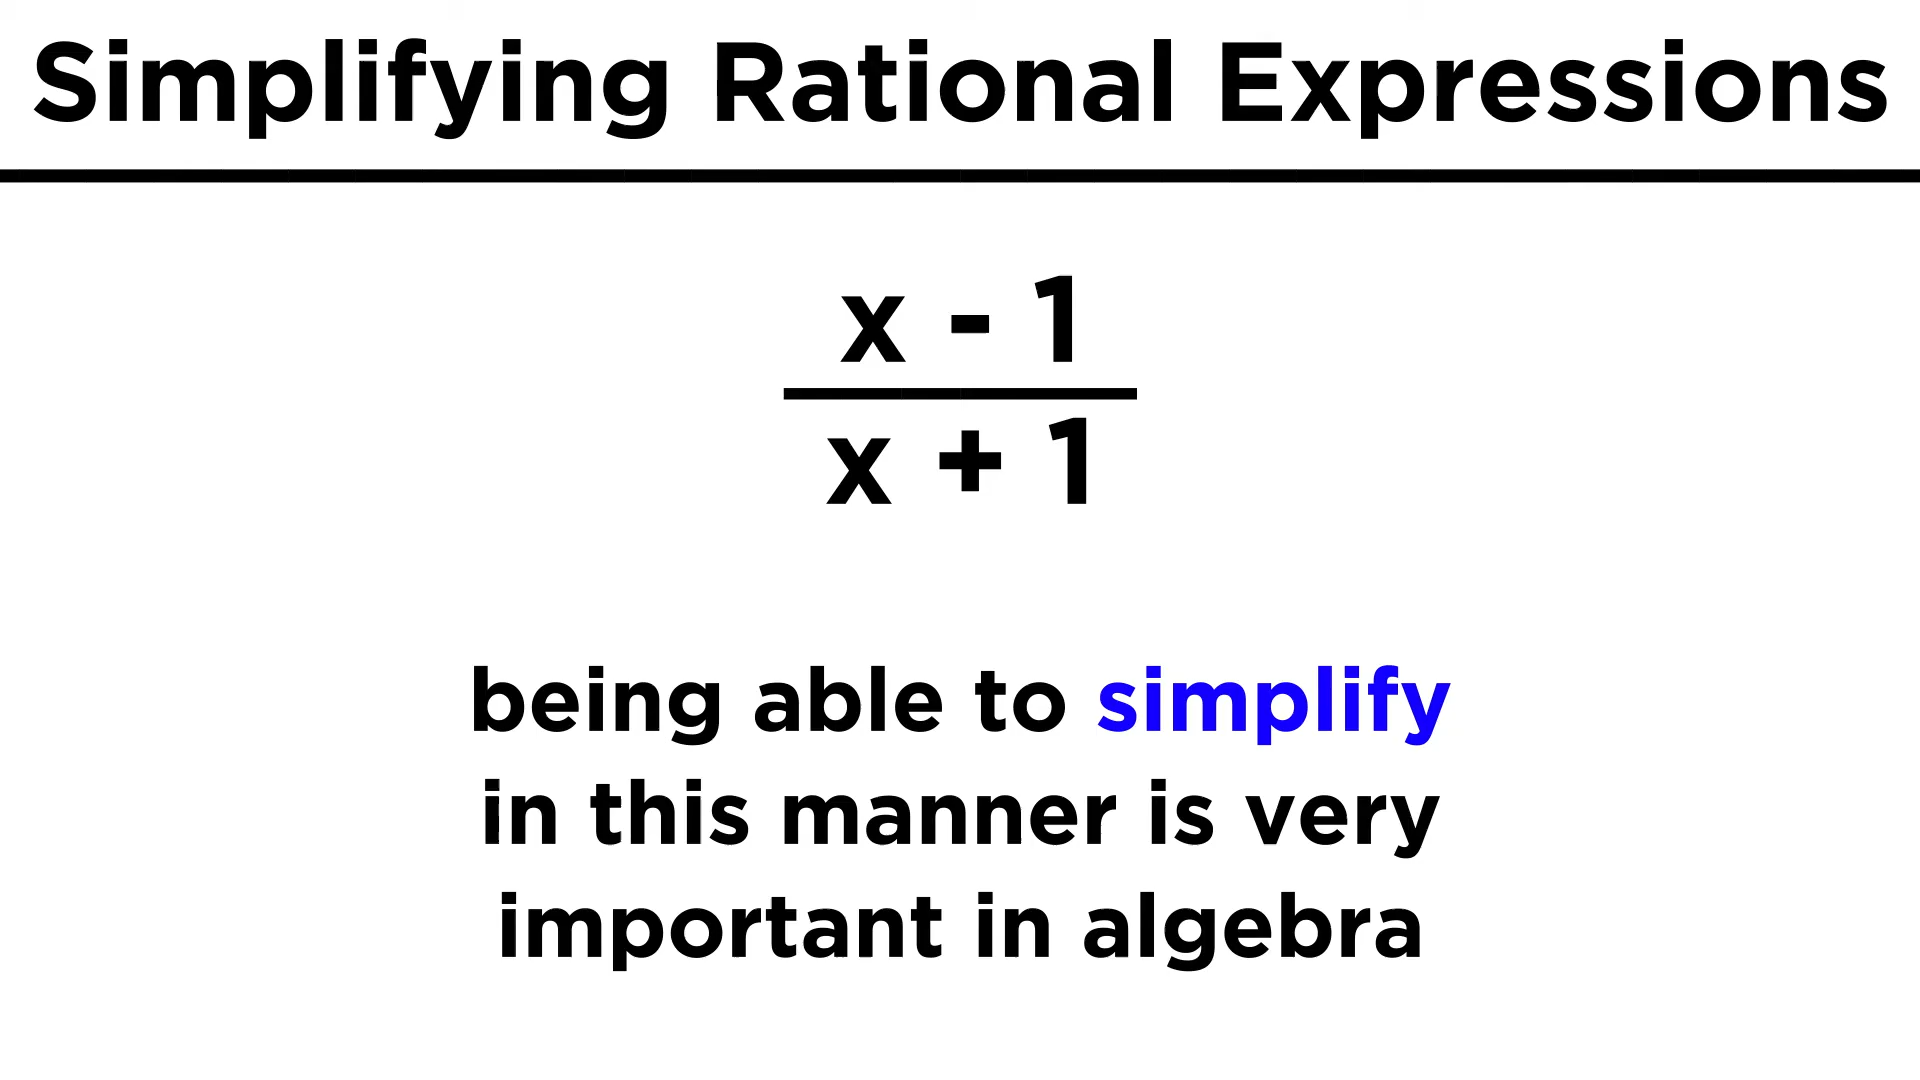 Simplifying Rational Expressions
x - 1
x + 1
being able to simplify
in this manner is very
important in algebra